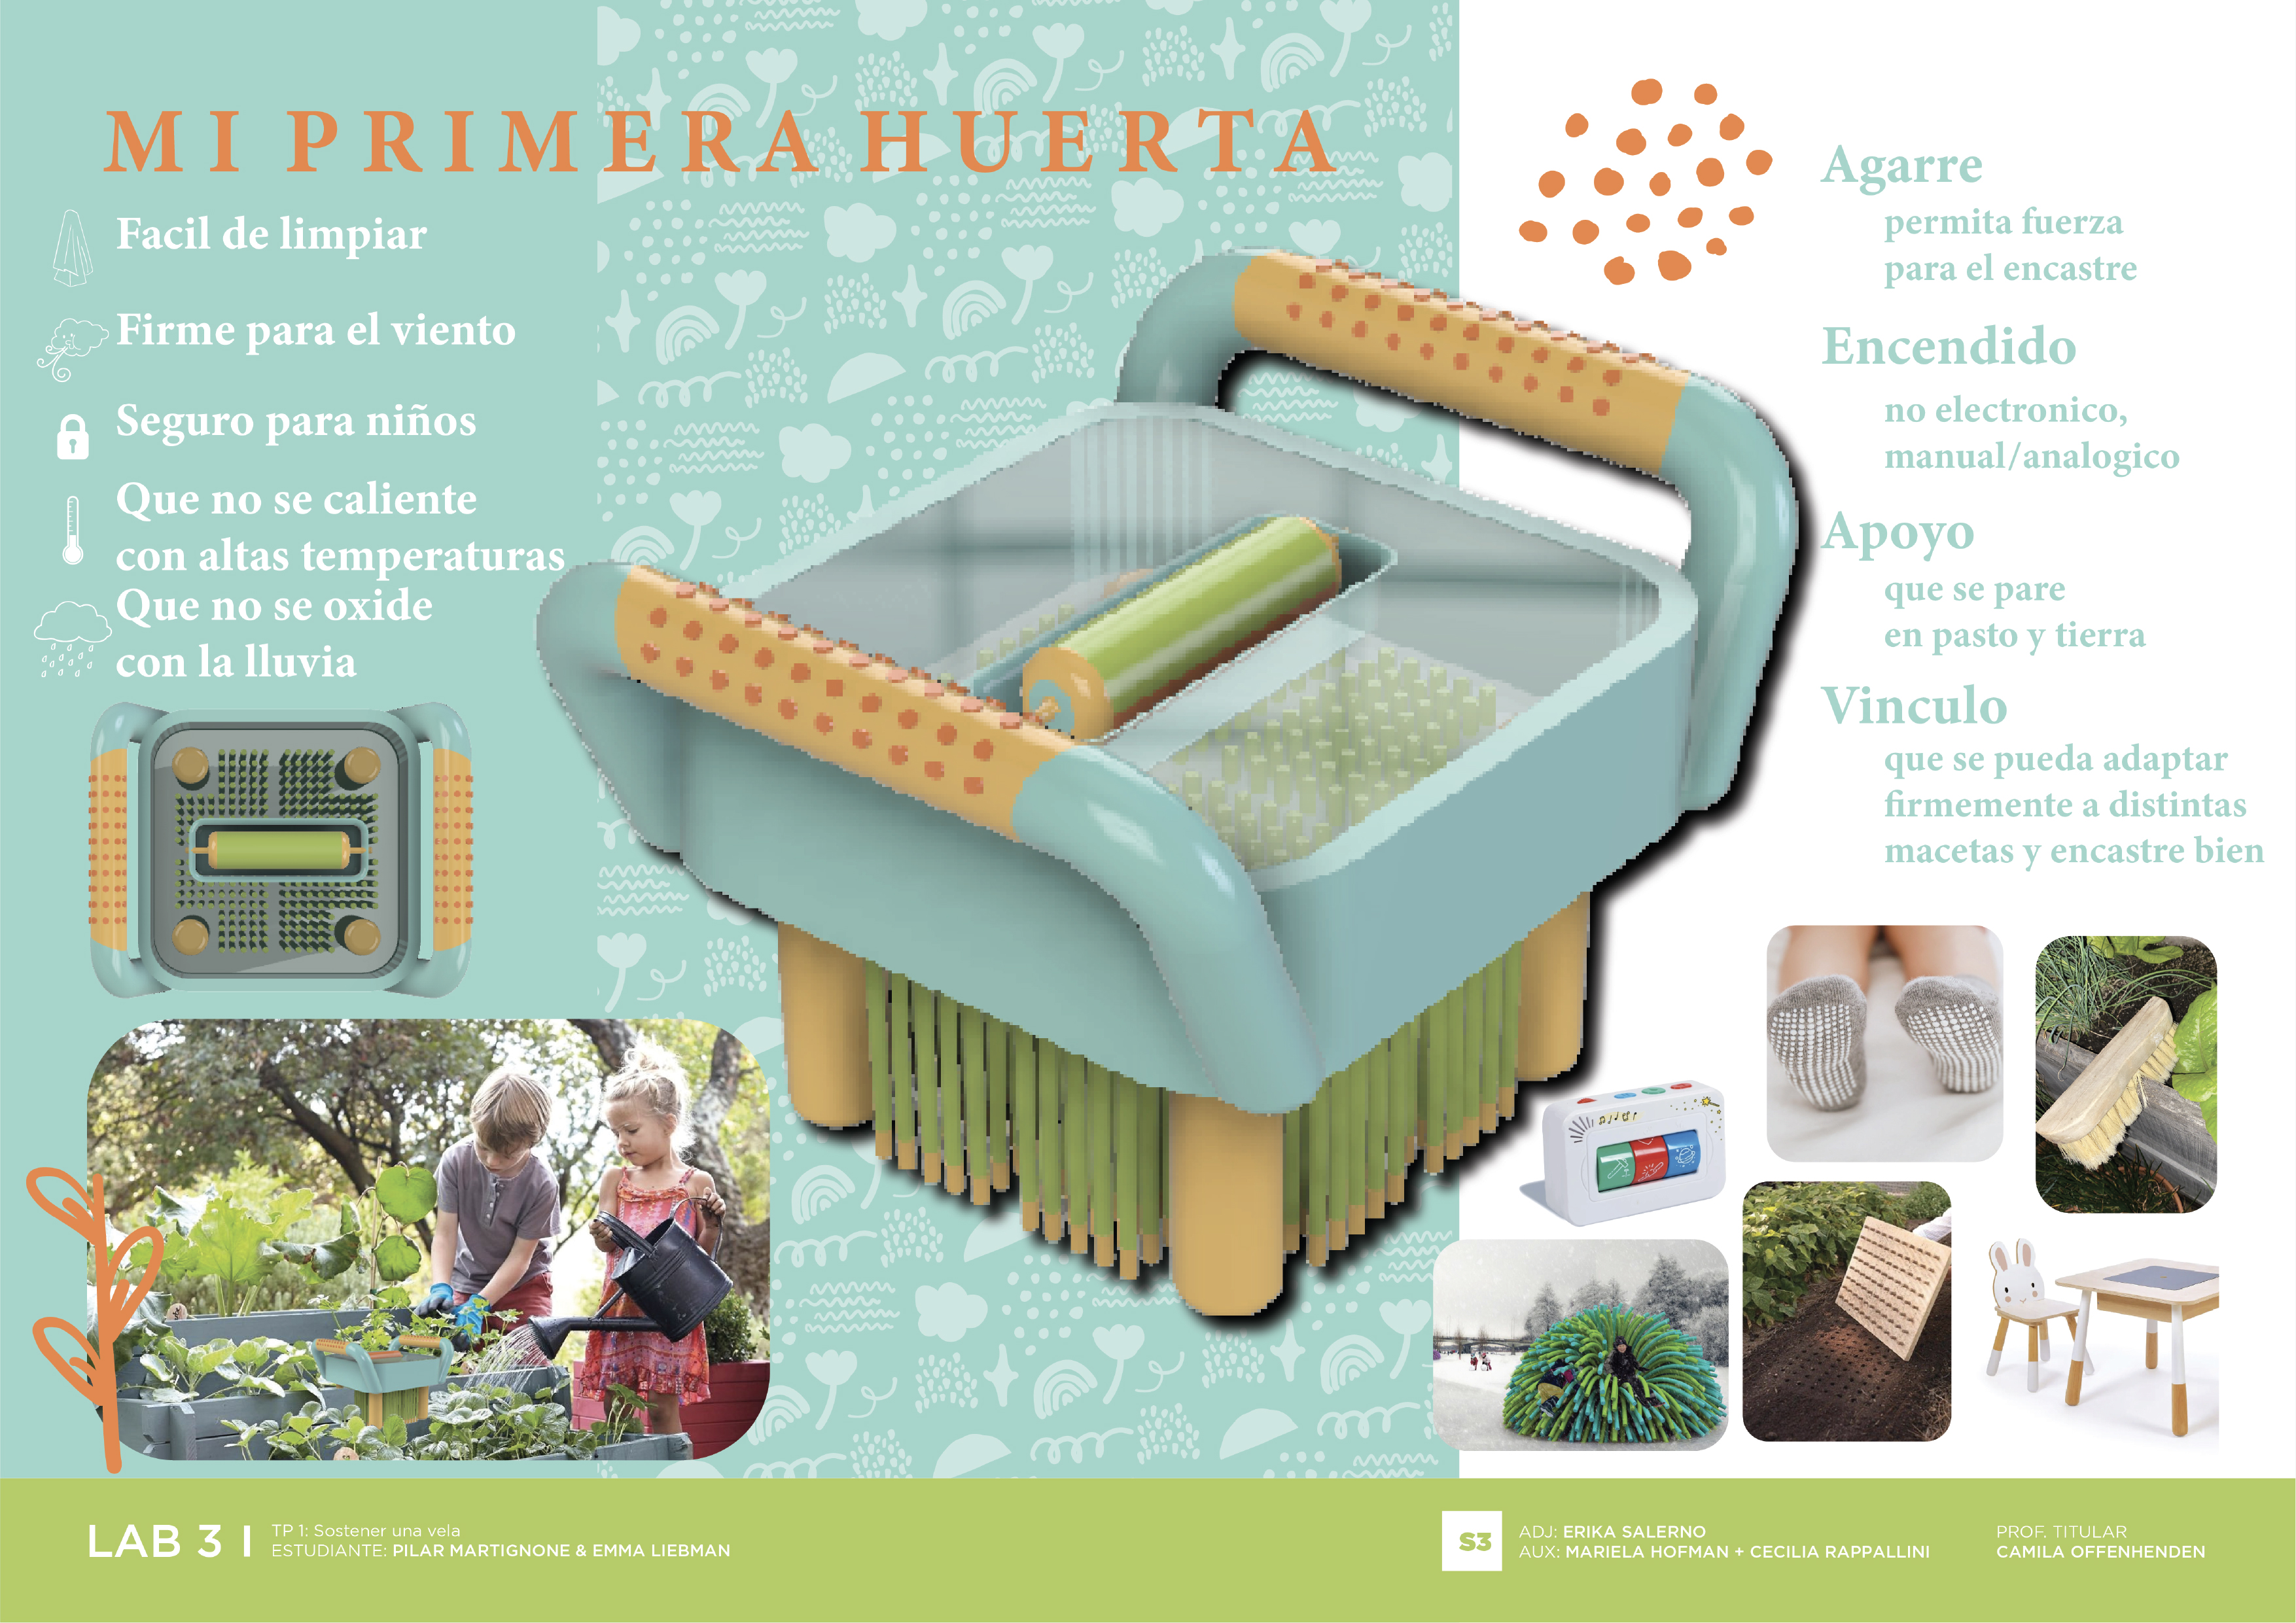 MI PRIMERA HUERTA
Facil de limpiar
Firme para el viento
Seguro para niños
Que no se caliente
con altas temperaturas
Que no se oxide
con la lluvia
Agarre
permita fuerza
para el encastre
Encendido
no electronico,
manual/analogico
Apoyo
que se pare
en pasto y tierra
Vinculo
que se pueda adaptar
firmemente a distintas
macetas y encastre bien
LAB 3 |
TP 1: Sostener una vela
ESTUDIANTE: PILAR MARTIGNONE & EMMA LIEBMAN
S3
ADJ: ERIKA SALERNO
AUX: MARIELA HOFMAN + CECILIA RAPPALLINI
PROF. TITULAR
CAMILA OFFENHENDEN